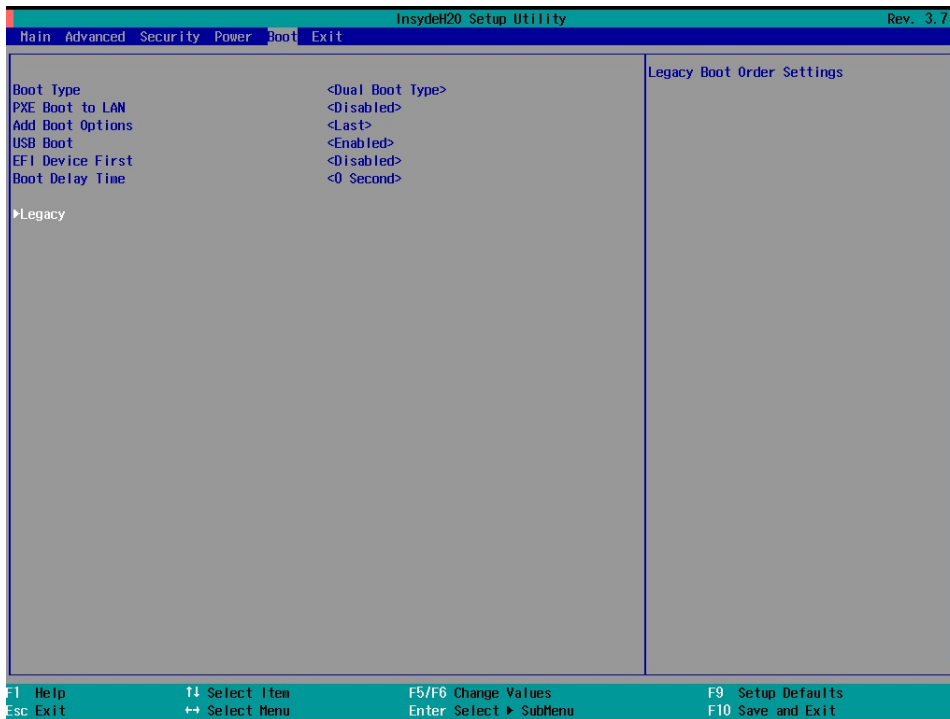 InsydeH20 Setup Utility Rev. 3.7
Main Advanced Security Power Boot Exit
Legacy Boot Order Settings
Boot Type <Dual Boot Type>
PXE Boot to LAN <Disabled>
Add Boot Options <Last>
USB Boot <Enabled>
EFI Device First <Disabled>
Boot Delay Time <0 Second>
▶Legacy
F1 Help ↑↓ Select Item F5/F6 Change Values F9 Setup Defaults
Esc Exit ↔ Select Menu Enter Select ▶ SubMenu F10 Save and Exit